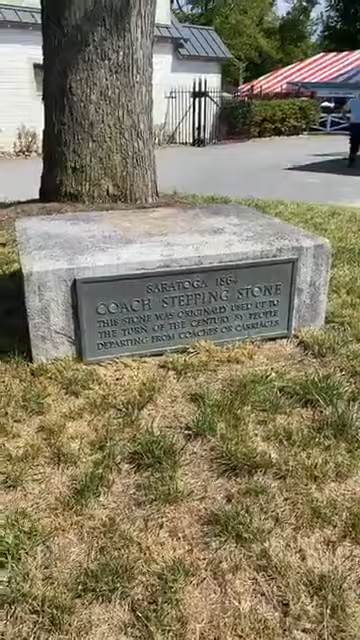 SARATOGA 1864
COACH STEPPING STONE
THIS STONE WAS ORIGINALLY USED UP TO
THE TURN OF THE CENTURY BY PEOPLE
DEPARTING FROM COACHES OR CARRIAGES